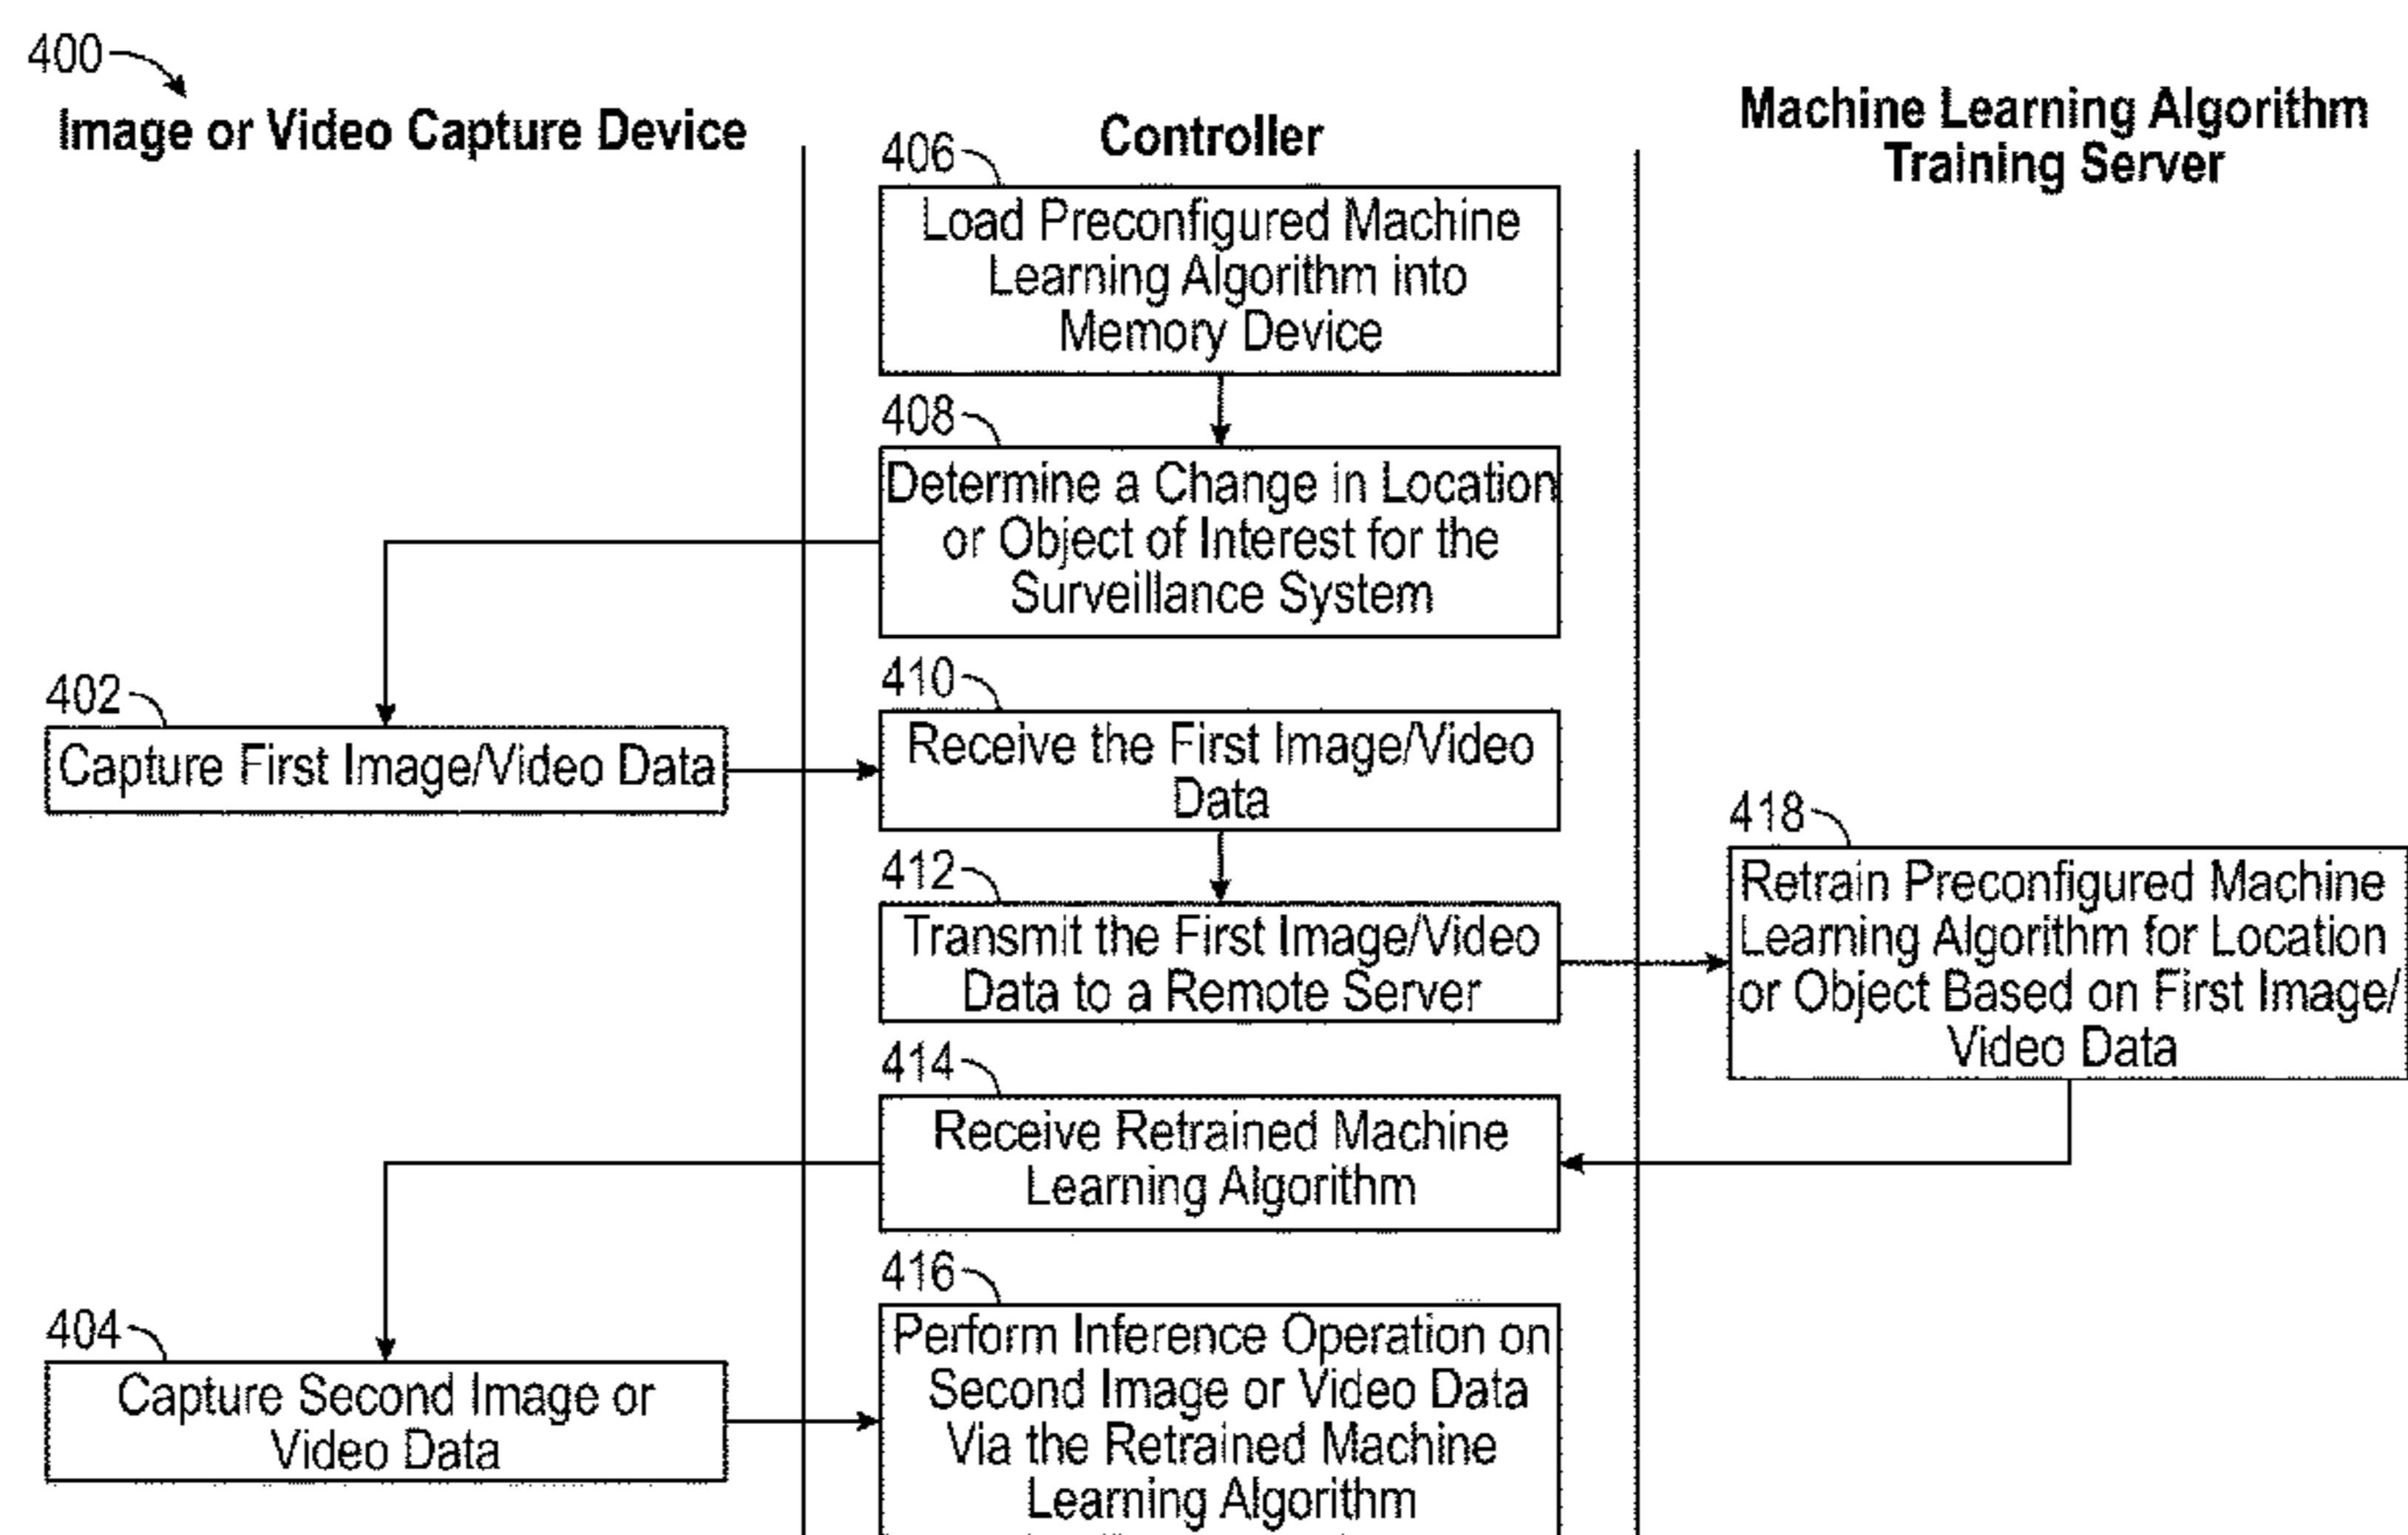 400
Image or Video Capture Device
Controller
Machine Learning Algorithm
Training Server
406
Load Preconfigured Machine
Learning Algorithm into
Memory Device
408
Determine a Change in Location
or Object of Interest for the
Surveillance System
402
Capture First Image/Video Data
410
Receive the First Image/Video
Data
412
Transmit the First Image/Video
Data to a Remote Server
418
Retrain Preconfigured Machine
Learning Algorithm for Location
or Object Based on First Image/
Video Data
414
Receive Retrained Machine
Learning Algorithm
404
Capture Second Image or
Video Data
416
Perform Inference Operation on
Second Image or Video Data
Via the Retrained Machine
Learning Algorithm